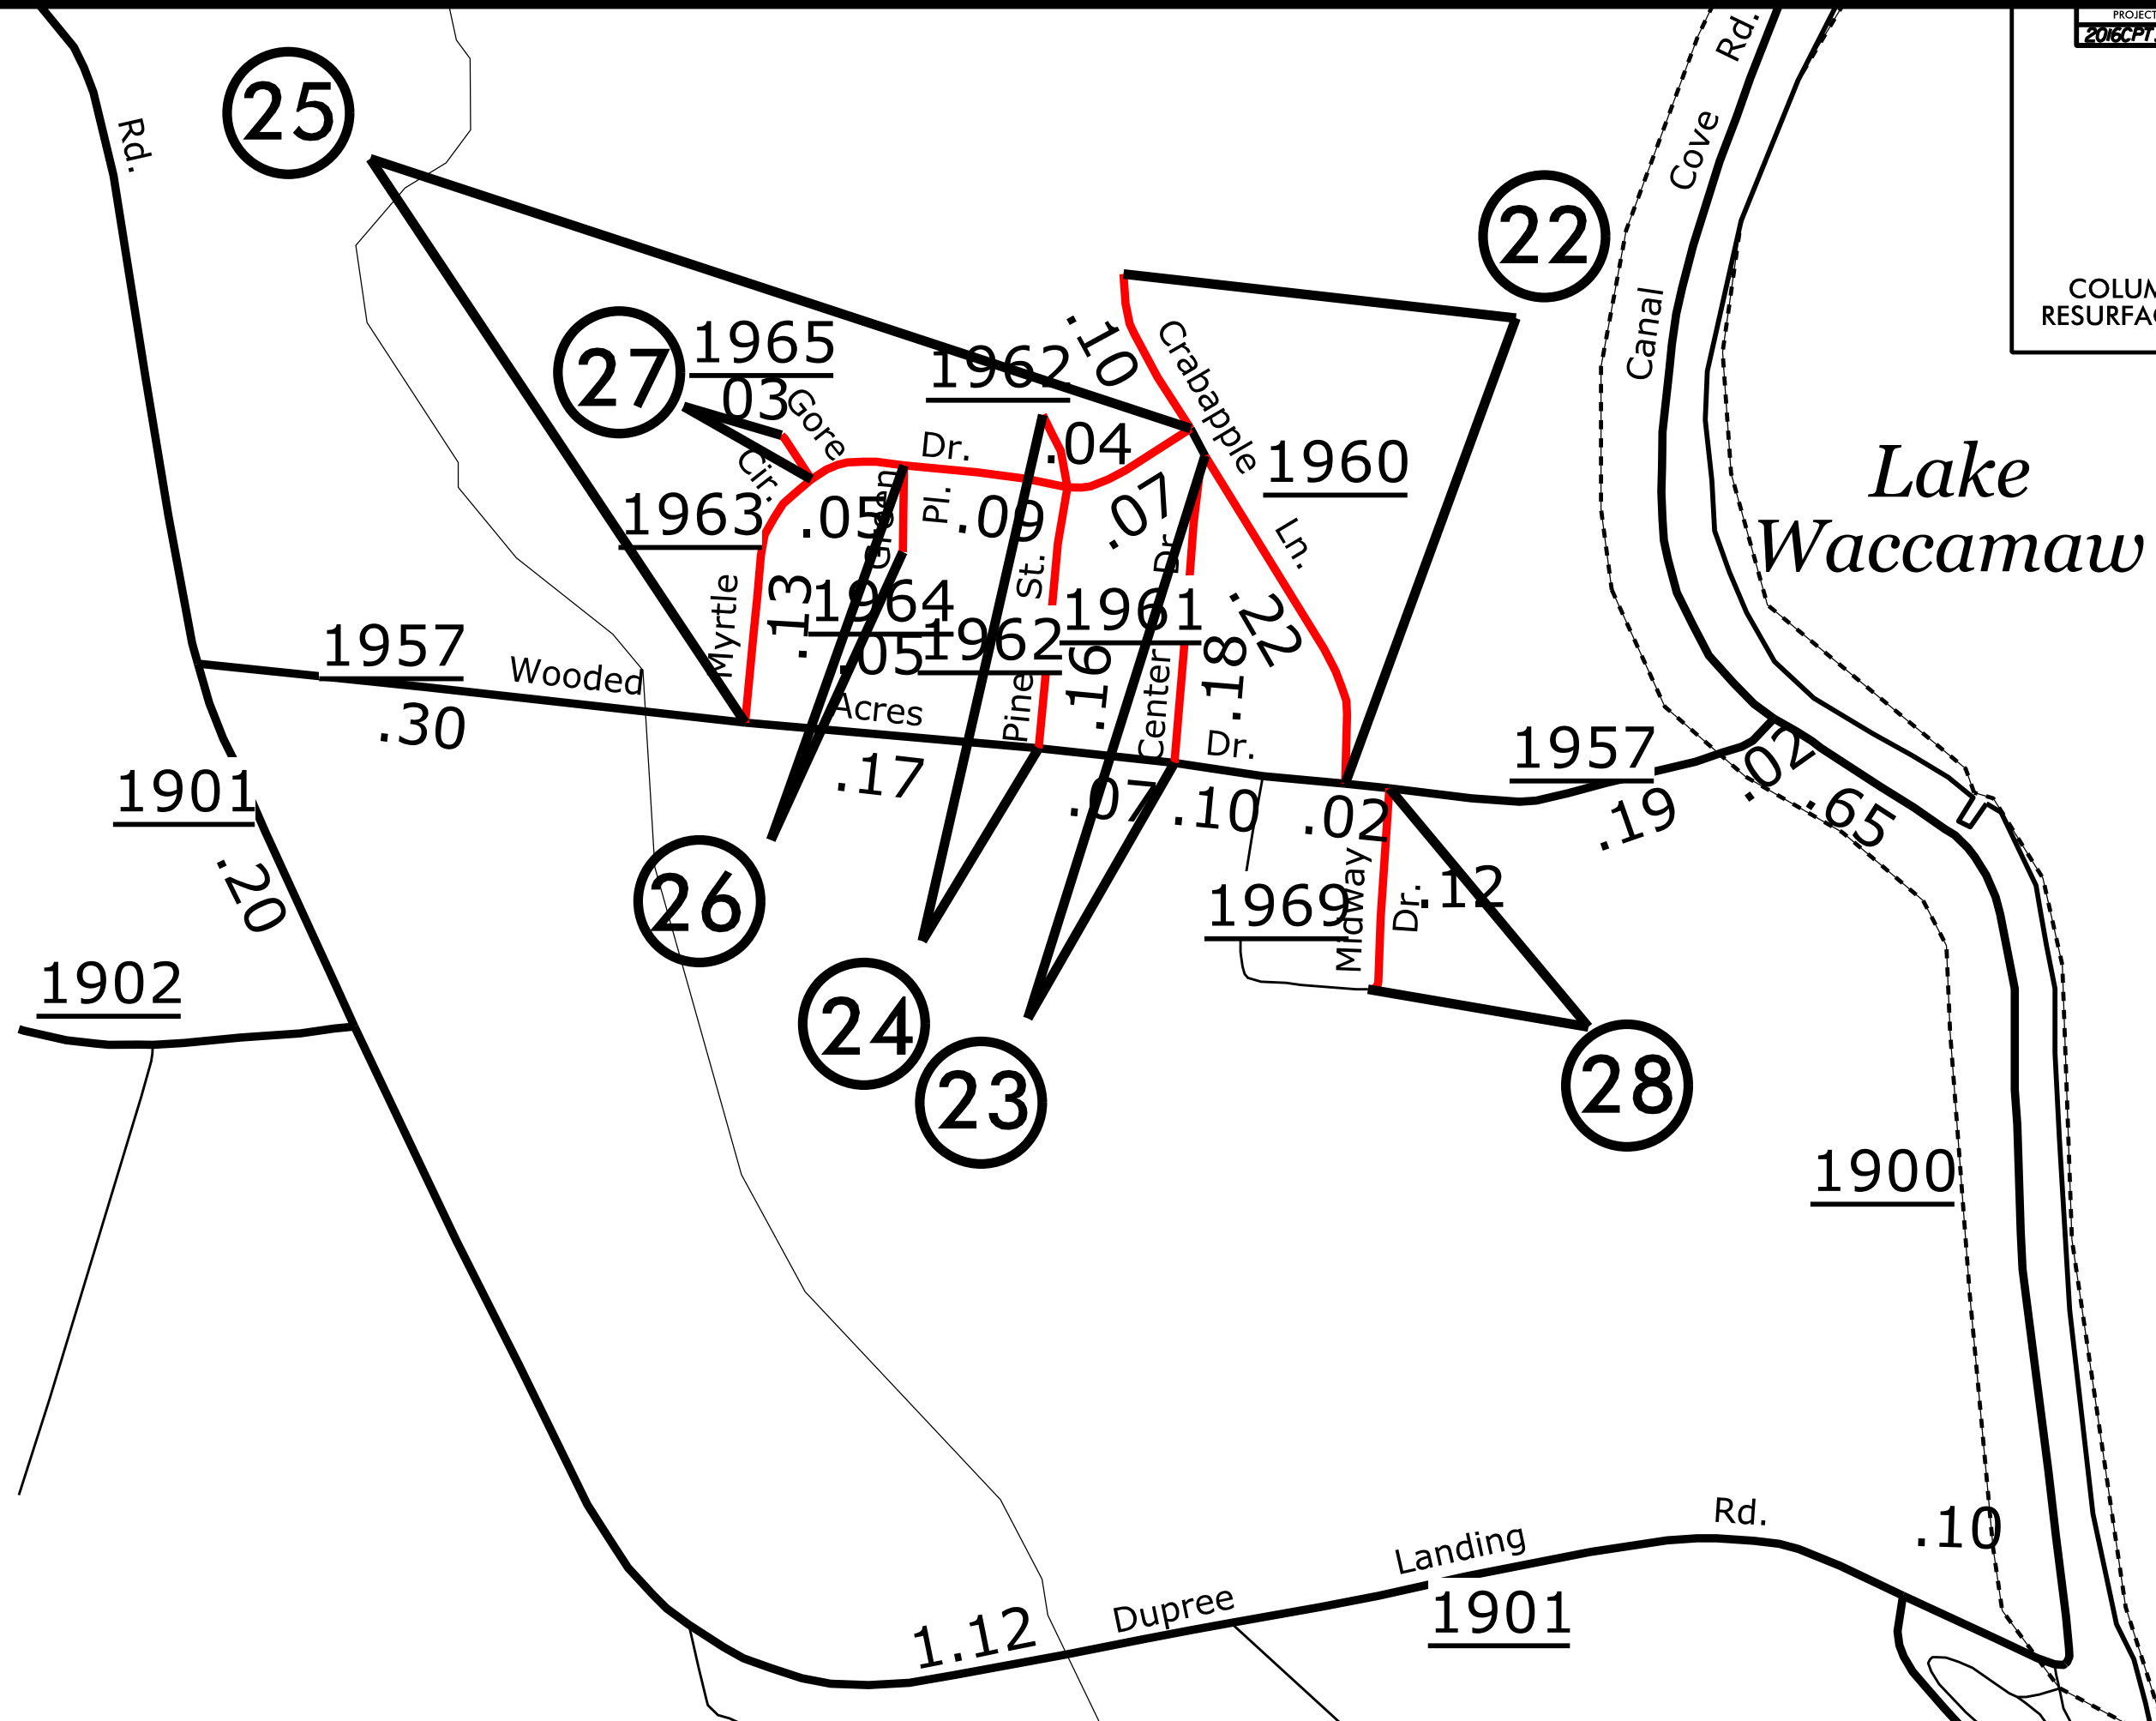 PROJECT
2016CPT.
Rd.
25
Canal Cove Rd.
22
COLUM
RESURFAC
27
1965
03
Gore
Cir.
1962
.10
Crabapple
Ln.
.04
Dr.
1960
Lake
Waccamaw
1963
.05
Green
Pl.
.09
.07
Dr
St.
Myrtle
.13
1964
.05
1962
1961
.22
1957
Wooded
.30
Acres
Pine
.16
Center
.18
Dr.
.17
.07
.10
.02
1957
.19
.02
.65
1901
.20
26
1969
Midway
Dr.
.12
1902
24
23
28
1900
.10
Rd.
Landing
Dupree
1901
1.12